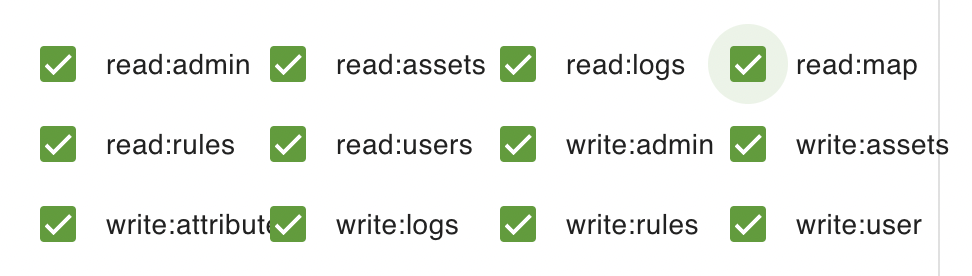 read:admin read:assets read:logs read:map
read:rules read:users write:admin write:assets
write:attribute write:logs write:rules write:user